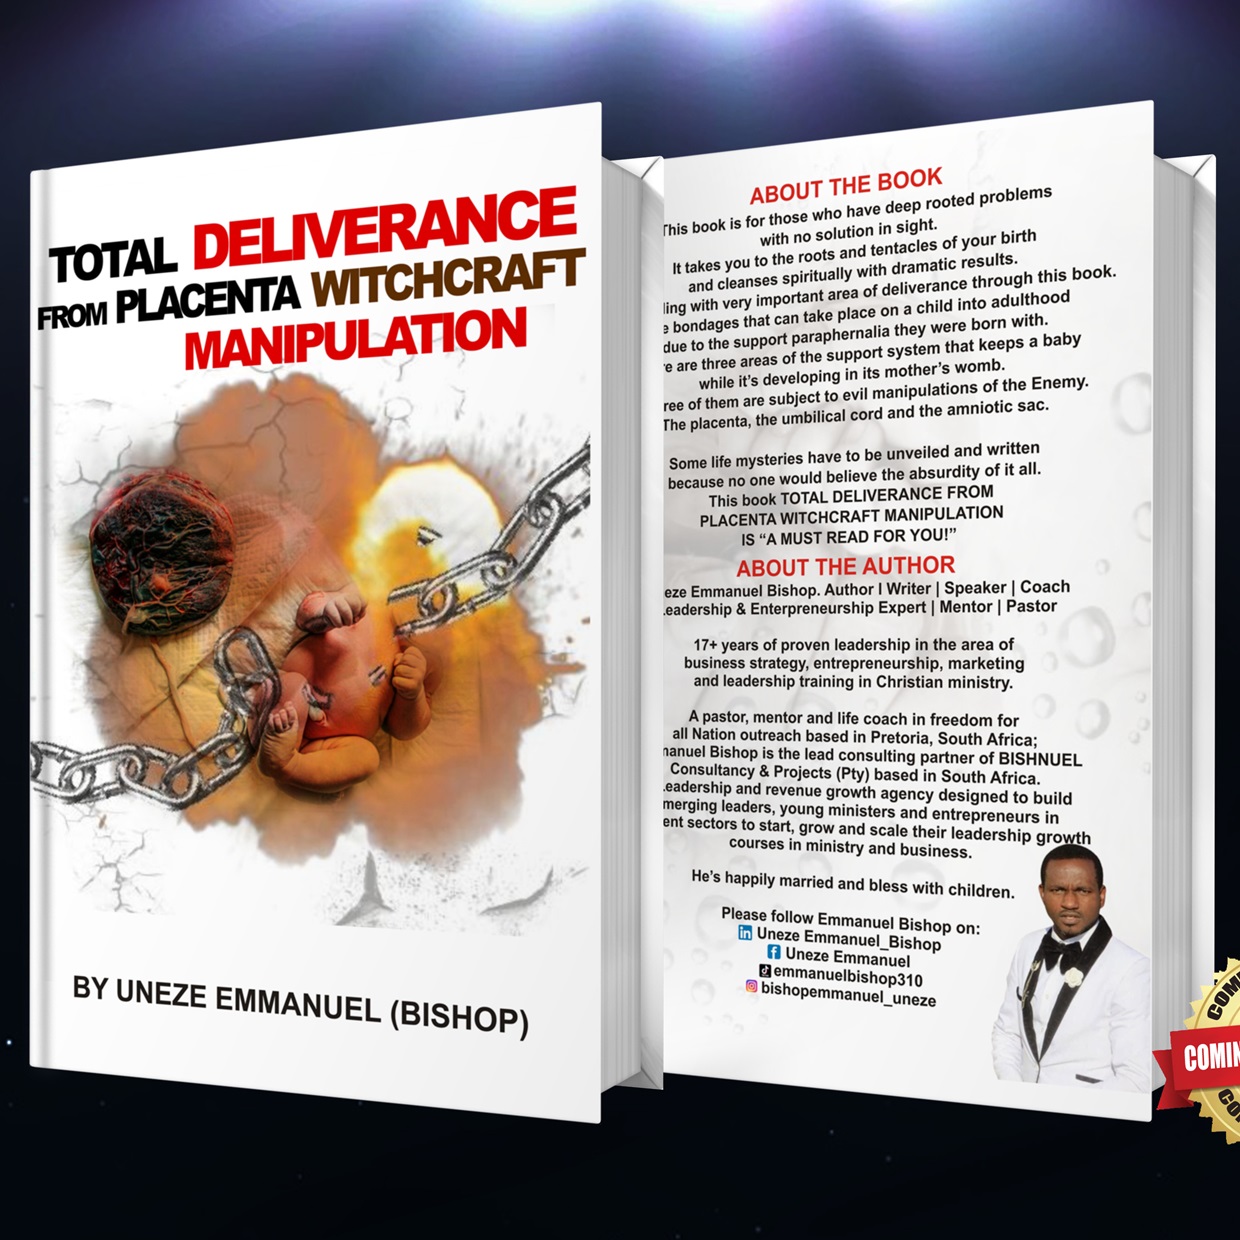 TOTAL DELIVERANCE
FROM PLACENTA WITCHCRAFT
MANIPULATION
BY UNEZE EMMANUEL (BISHOP)
ABOUT THE BOOK
This book is for those who have deep rooted problems
with no solution in sight.
It takes you to the roots and tentacles of your birth
and cleanses spiritually with dramatic results.
with very important area of deliverance through this book.
bondages that can take place on a child into adulthood
due to the support paraphernalia they were born with.
are three areas of the support system that keeps a baby
while it's developing in its mother's womb.
of them are subject to evil manipulations of the Enemy.
The placenta, the umbilical cord and the amniotic sac.
Some life mysteries have to be unveiled and written
because no one would believe the absurdity of it all.
This book TOTAL DELIVERANCE FROM
PLACENTA WITCHCRAFT MANIPULATION
IS “A MUST READ FOR YOU!”
ABOUT THE AUTHOR
Emmanuel Bishop. Author I Writer | Speaker | Coach
Leadership & Enterpreneurship Expert | Mentor | Pastor
17+ years of proven leadership in the area of
business strategy, entrepreneurship, marketing
and leadership training in Christian ministry.
A pastor, mentor and life coach in freedom for
all Nation outreach based in Pretoria, South Africa;
Bishop is the lead consulting partner of BISHNUEL
Consultancy & Projects (Pty) based in South Africa.
Leadership and revenue growth agency designed to build
emerging leaders, young ministers and entrepreneurs in
sectors to start, grow and scale their leadership growth
courses in ministry and business.
He's happily married and bless with children.
Please follow Emmanuel Bishop on:
Uneze Emmanuel_Bishop
Uneze Emmanuel
emmanuelbishop310
bishopemmanuel_uneze